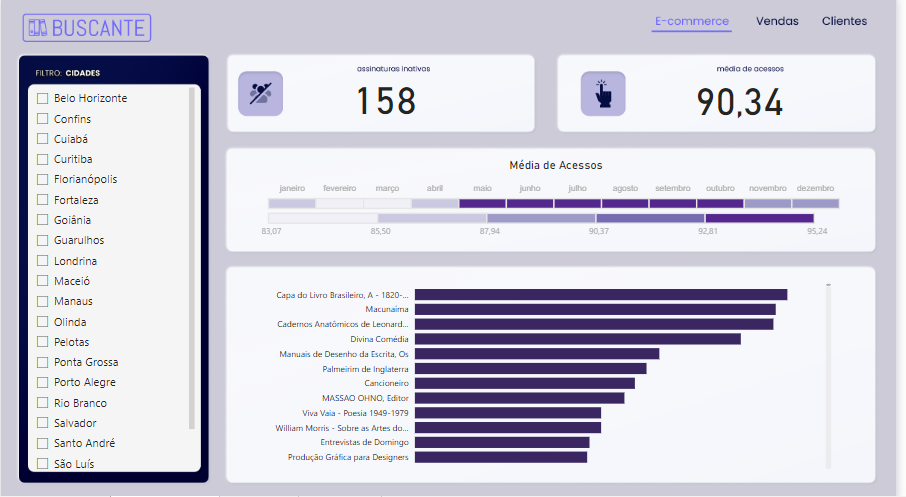 BUSCANTE
E-commerce Vendas Clientes
FILTRO: CIDADES
Belo Horizonte
Confins
Cuiabá
Curitiba
Florianópolis
Fortaleza
Goiânia
Guarulhos
Londrina
Maceió
Manaus
Olinda
Pelotas
Ponta Grossa
Porto Alegre
Rio Branco
Salvador
Santo André
São Luís
assinaturas inativas
158
média de acessos
90,34
Média de Acessos
janeiro fevereiro março abril maio junho julho agosto setembro outubro novembro dezembro
83,07 85,50 87,94 90,37 92,81 95,24
Capa do Livro Brasileiro, A - 1820-...
Macunaíma
Cadernos Anatômicos de Leonard...
Divina Comédia
Manuais de Desenho da Escrita, Os
Palmeirim de Inglaterra
Cancioneiro
MASSAO OHNO, Editor
Viva Vaia - Poesia 1949-1979
William Morris - Sobre as Artes do...
Entrevistas de Domingo
Produção Gráfica para Designers